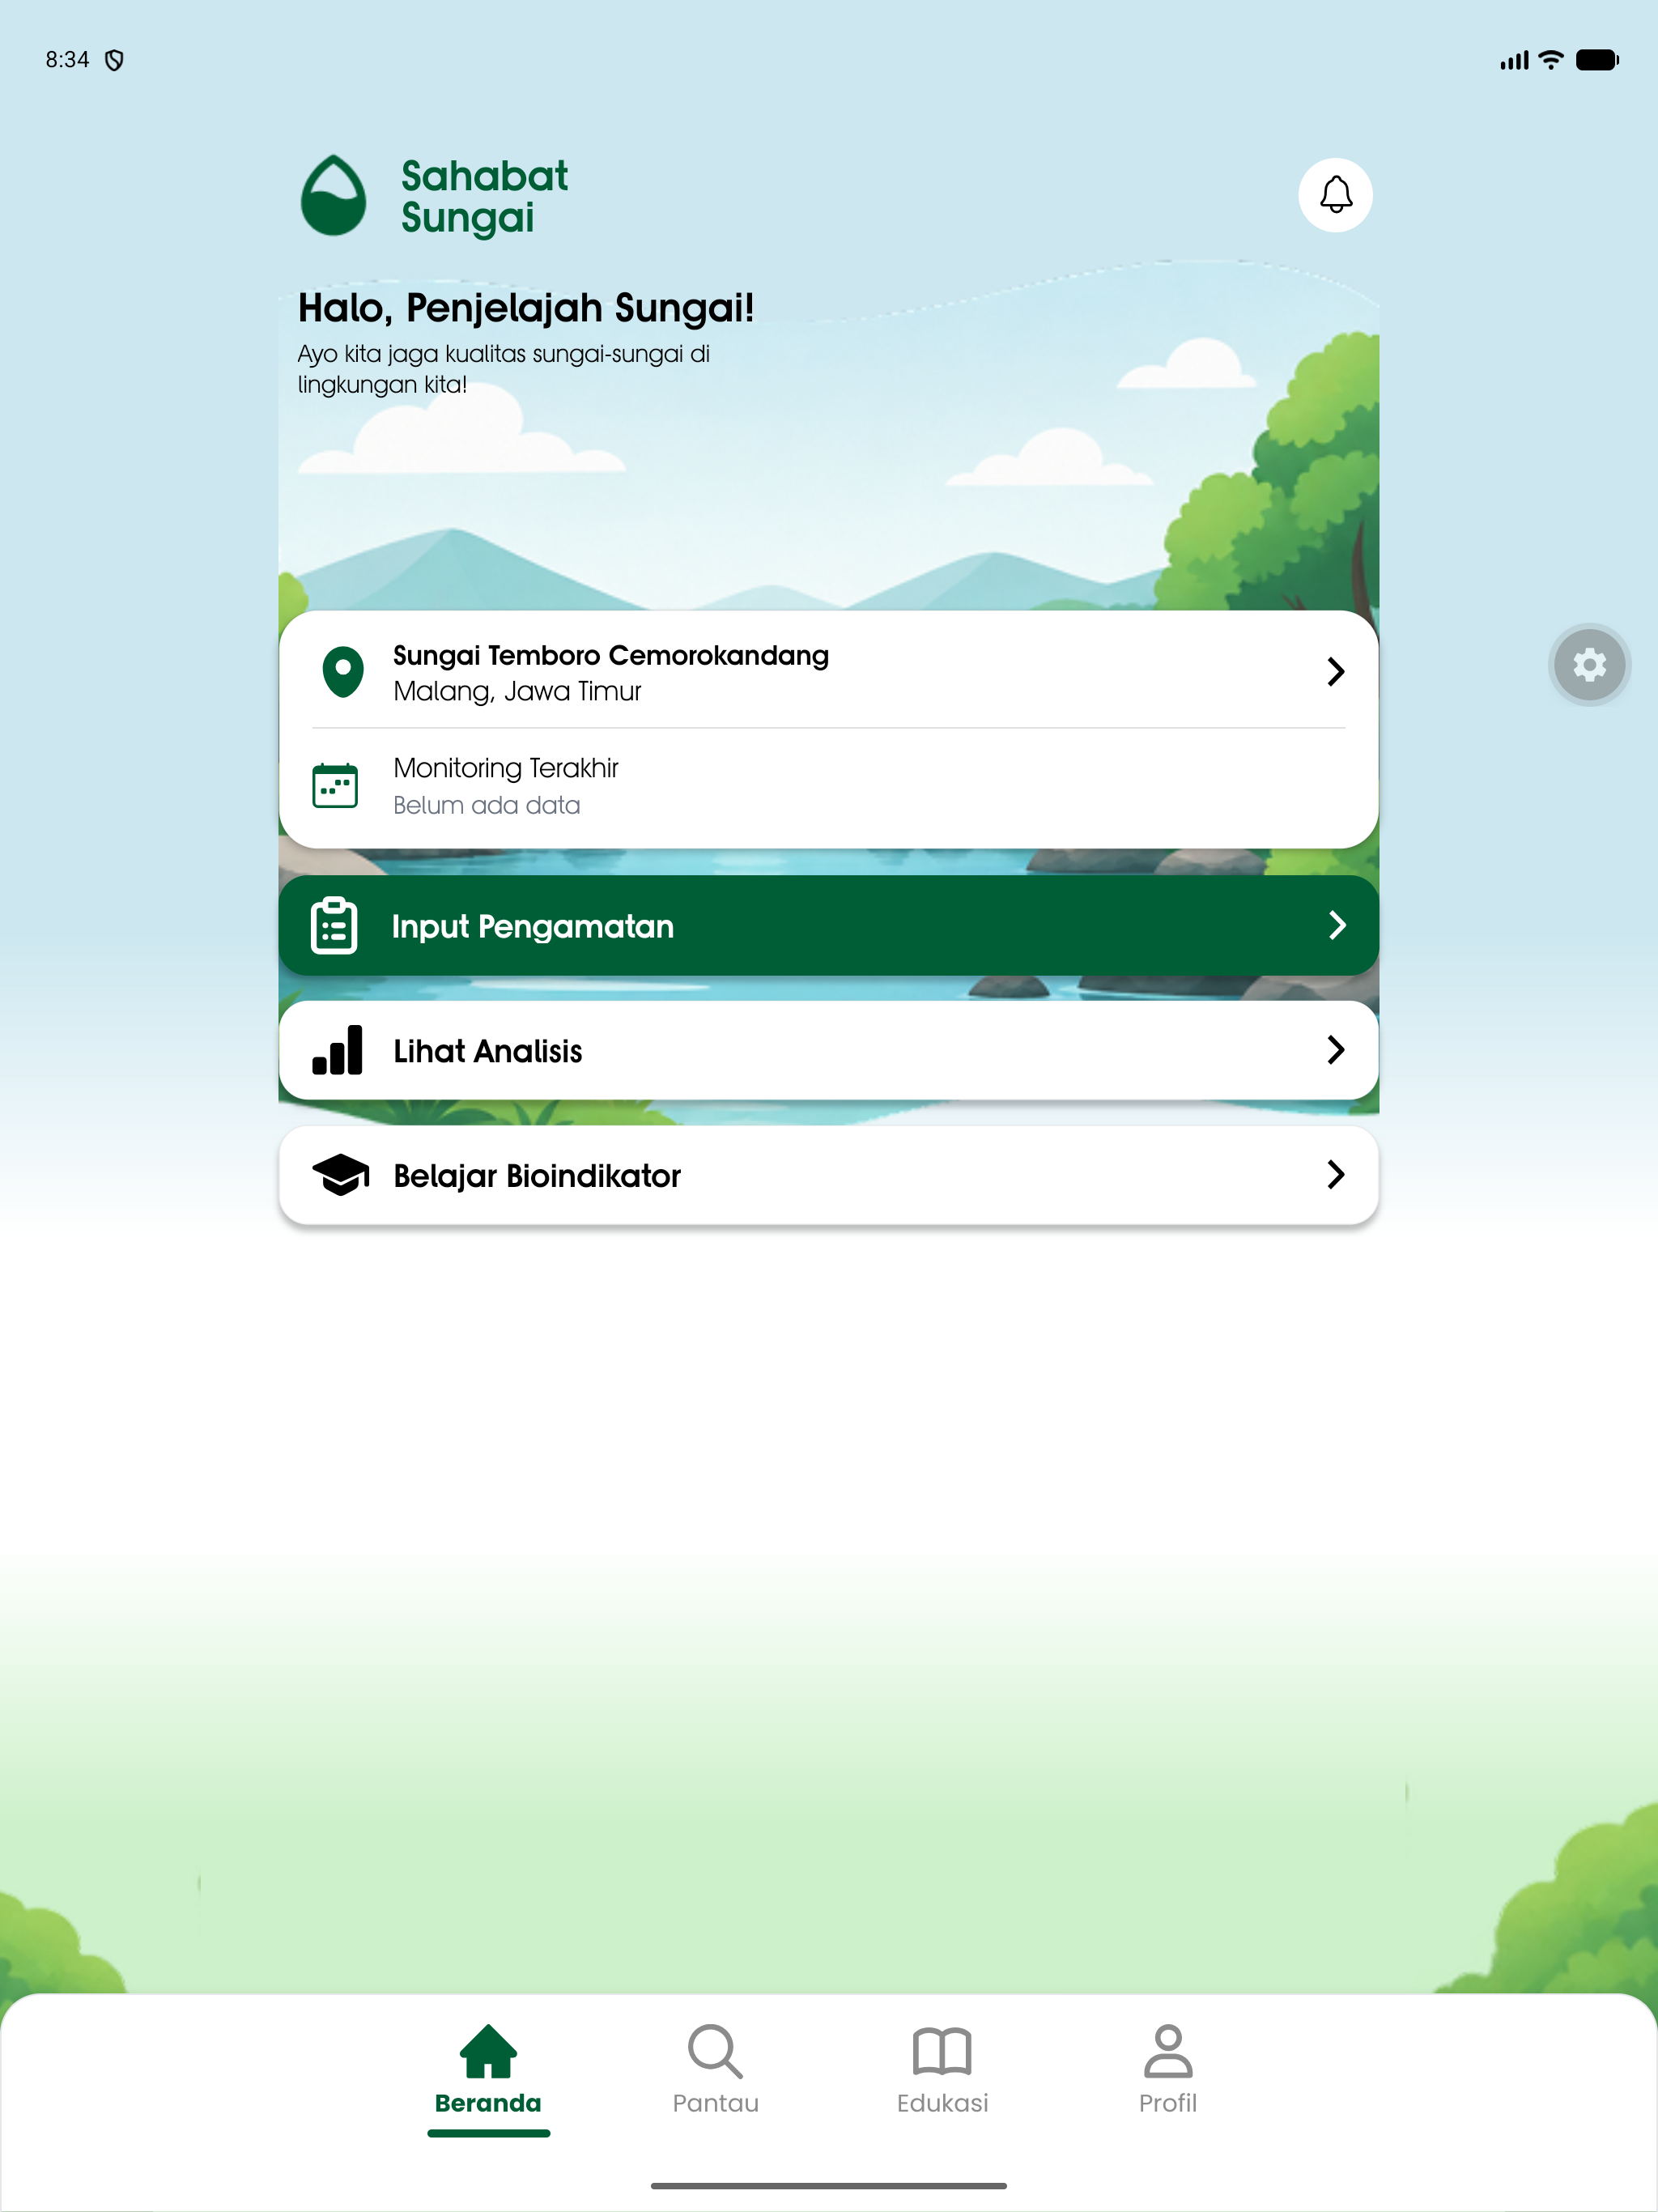 8:34
Sahabat
Sungai
Halo, Penjelajah Sungai!
Ayo kita jaga kualitas sungai-sungai di
lingkungan kita!
Sungai Temboro Cemorokandang
Malang, Jawa Timur
Monitoring Terakhir
Belum ada data
Input Pengamatan
Lihat Analisis
Belajar Bioindikator
Beranda
Pantau
Edukasi
Profil